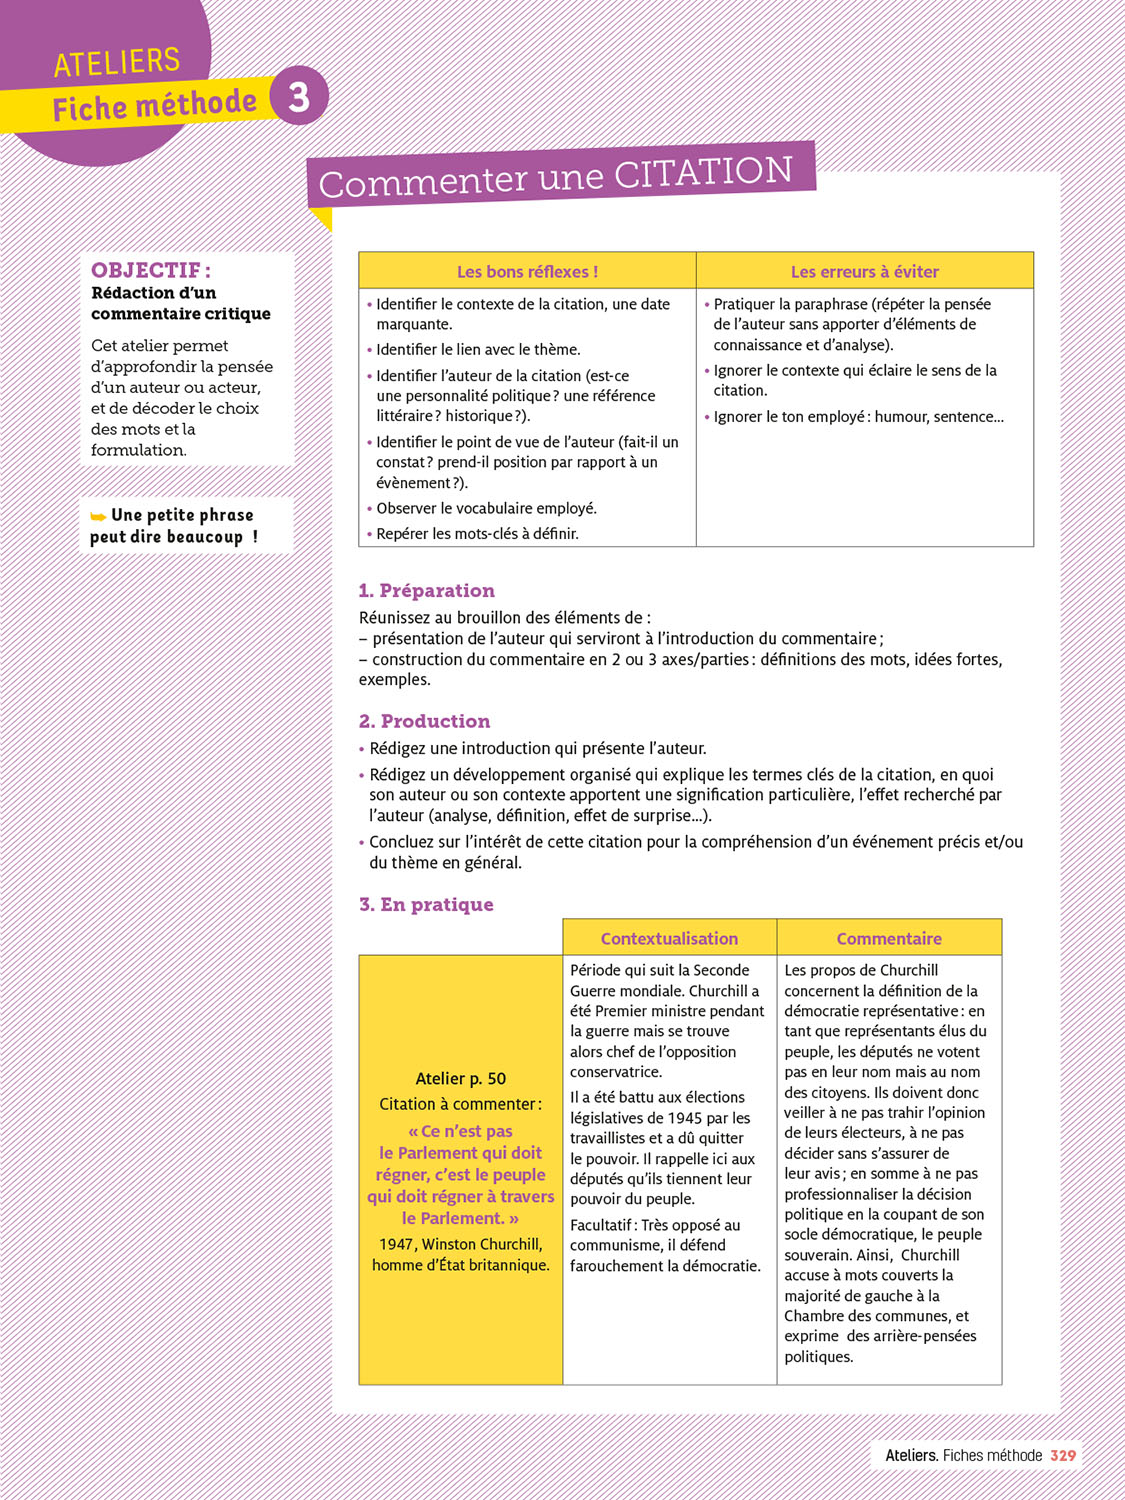 ATELIERS
Fiche méthode 3
Commenter une CITATION
OBJECTIF :
Rédaction d’un
commentaire critique
Cet atelier permet
d’approfondir la pensée
d’un auteur ou acteur,
et de décoder le choix
des mots et la
formulation.
➥ Une petite phrase
peut dire beaucoup !
Les bons réflexes !
• Identifier le contexte de la citation, une date
marquante.
• Identifier le lien avec le thème.
• Identifier l’auteur de la citation (est-ce
une personnalité politique ? une référence
littéraire ? historique ?).
• Identifier le point de vue de l’auteur (fait-il un
constat ? prend-il position par rapport à un
évènement ?).
• Observer le vocabulaire employé.
• Repérer les mots-clés à définir.
Les erreurs à éviter
• Pratiquer la paraphrase (répéter la pensée
de l’auteur sans apporter d’éléments de
connaissance et d’analyse).
• Ignorer le contexte qui éclaire le sens de la
citation.
• Ignorer le ton employé : humour, sentence...
1. Préparation
Réunissez au brouillon des éléments de :
– présentation de l’auteur qui serviront à l’introduction du commentaire ;
– construction du commentaire en 2 ou 3 axes/parties : définitions des mots, idées fortes,
exemples.
2. Production
• Rédigez une introduction qui présente l’auteur.
• Rédigez un développement organisé qui explique les termes clés de la citation, en quoi
son auteur ou son contexte apportent une signification particulière, l’effet recherché par
l’auteur (analyse, définition, effet de surprise...).
• Concluez sur l’intérêt de cette citation pour la compréhension d’un événement précis et/ou
du thème en général.
3. En pratique
Atelier p. 50
Citation à commenter :
« Ce n’est pas
le Parlement qui doit
régner, c’est le peuple
qui doit régner à travers
le Parlement. »
1947, Winston Churchill,
homme d’État britannique.
Contextualisation
Période qui suit la Seconde
Guerre mondiale. Churchill a
été Premier ministre pendant
la guerre mais se trouve
alors chef de l’opposition
conservatrice.
Il a été battu aux élections
législatives de 1945 par les
travaillistes et a dû quitter
le pouvoir. Il rappelle ici aux
députés qu’ils tiennent leur
pouvoir du peuple.
Facultatif : Très opposé au
communisme, il défend
farouchement la démocratie.
Commentaire
Les propos de Churchill
concernent la définition de la
démocratie représentative : en
tant que représentants élus du
peuple, les députés ne votent
pas en leur nom mais au nom
des citoyens. Ils doivent donc
veiller à ne pas trahir l’opinion
de leurs électeurs, à ne pas
décider sans s’assurer de
leur avis ; en somme à ne pas
professionnaliser la décision
politique en la coupant de son
socle démocratique, le peuple
souverain. Ainsi, Churchill
accuse à mots couverts la
majorité de gauche à la
Chambre des communes, et
exprime des arrière-pensées
politiques.
Ateliers. Fiches méthode 329